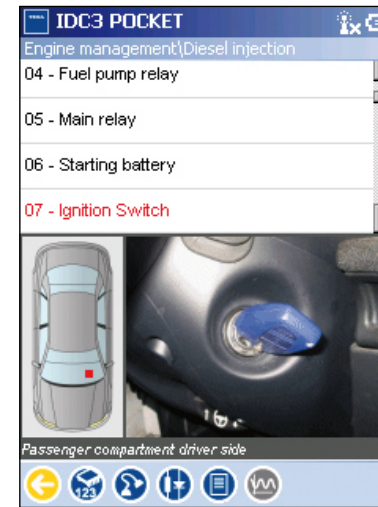 IDC3 POCKET
Engine management\Diesel injection
04 - Fuel pump relay
05 - Main relay
06 - Starting battery
07 - Ignition Switch
Passenger compartment driver side
123